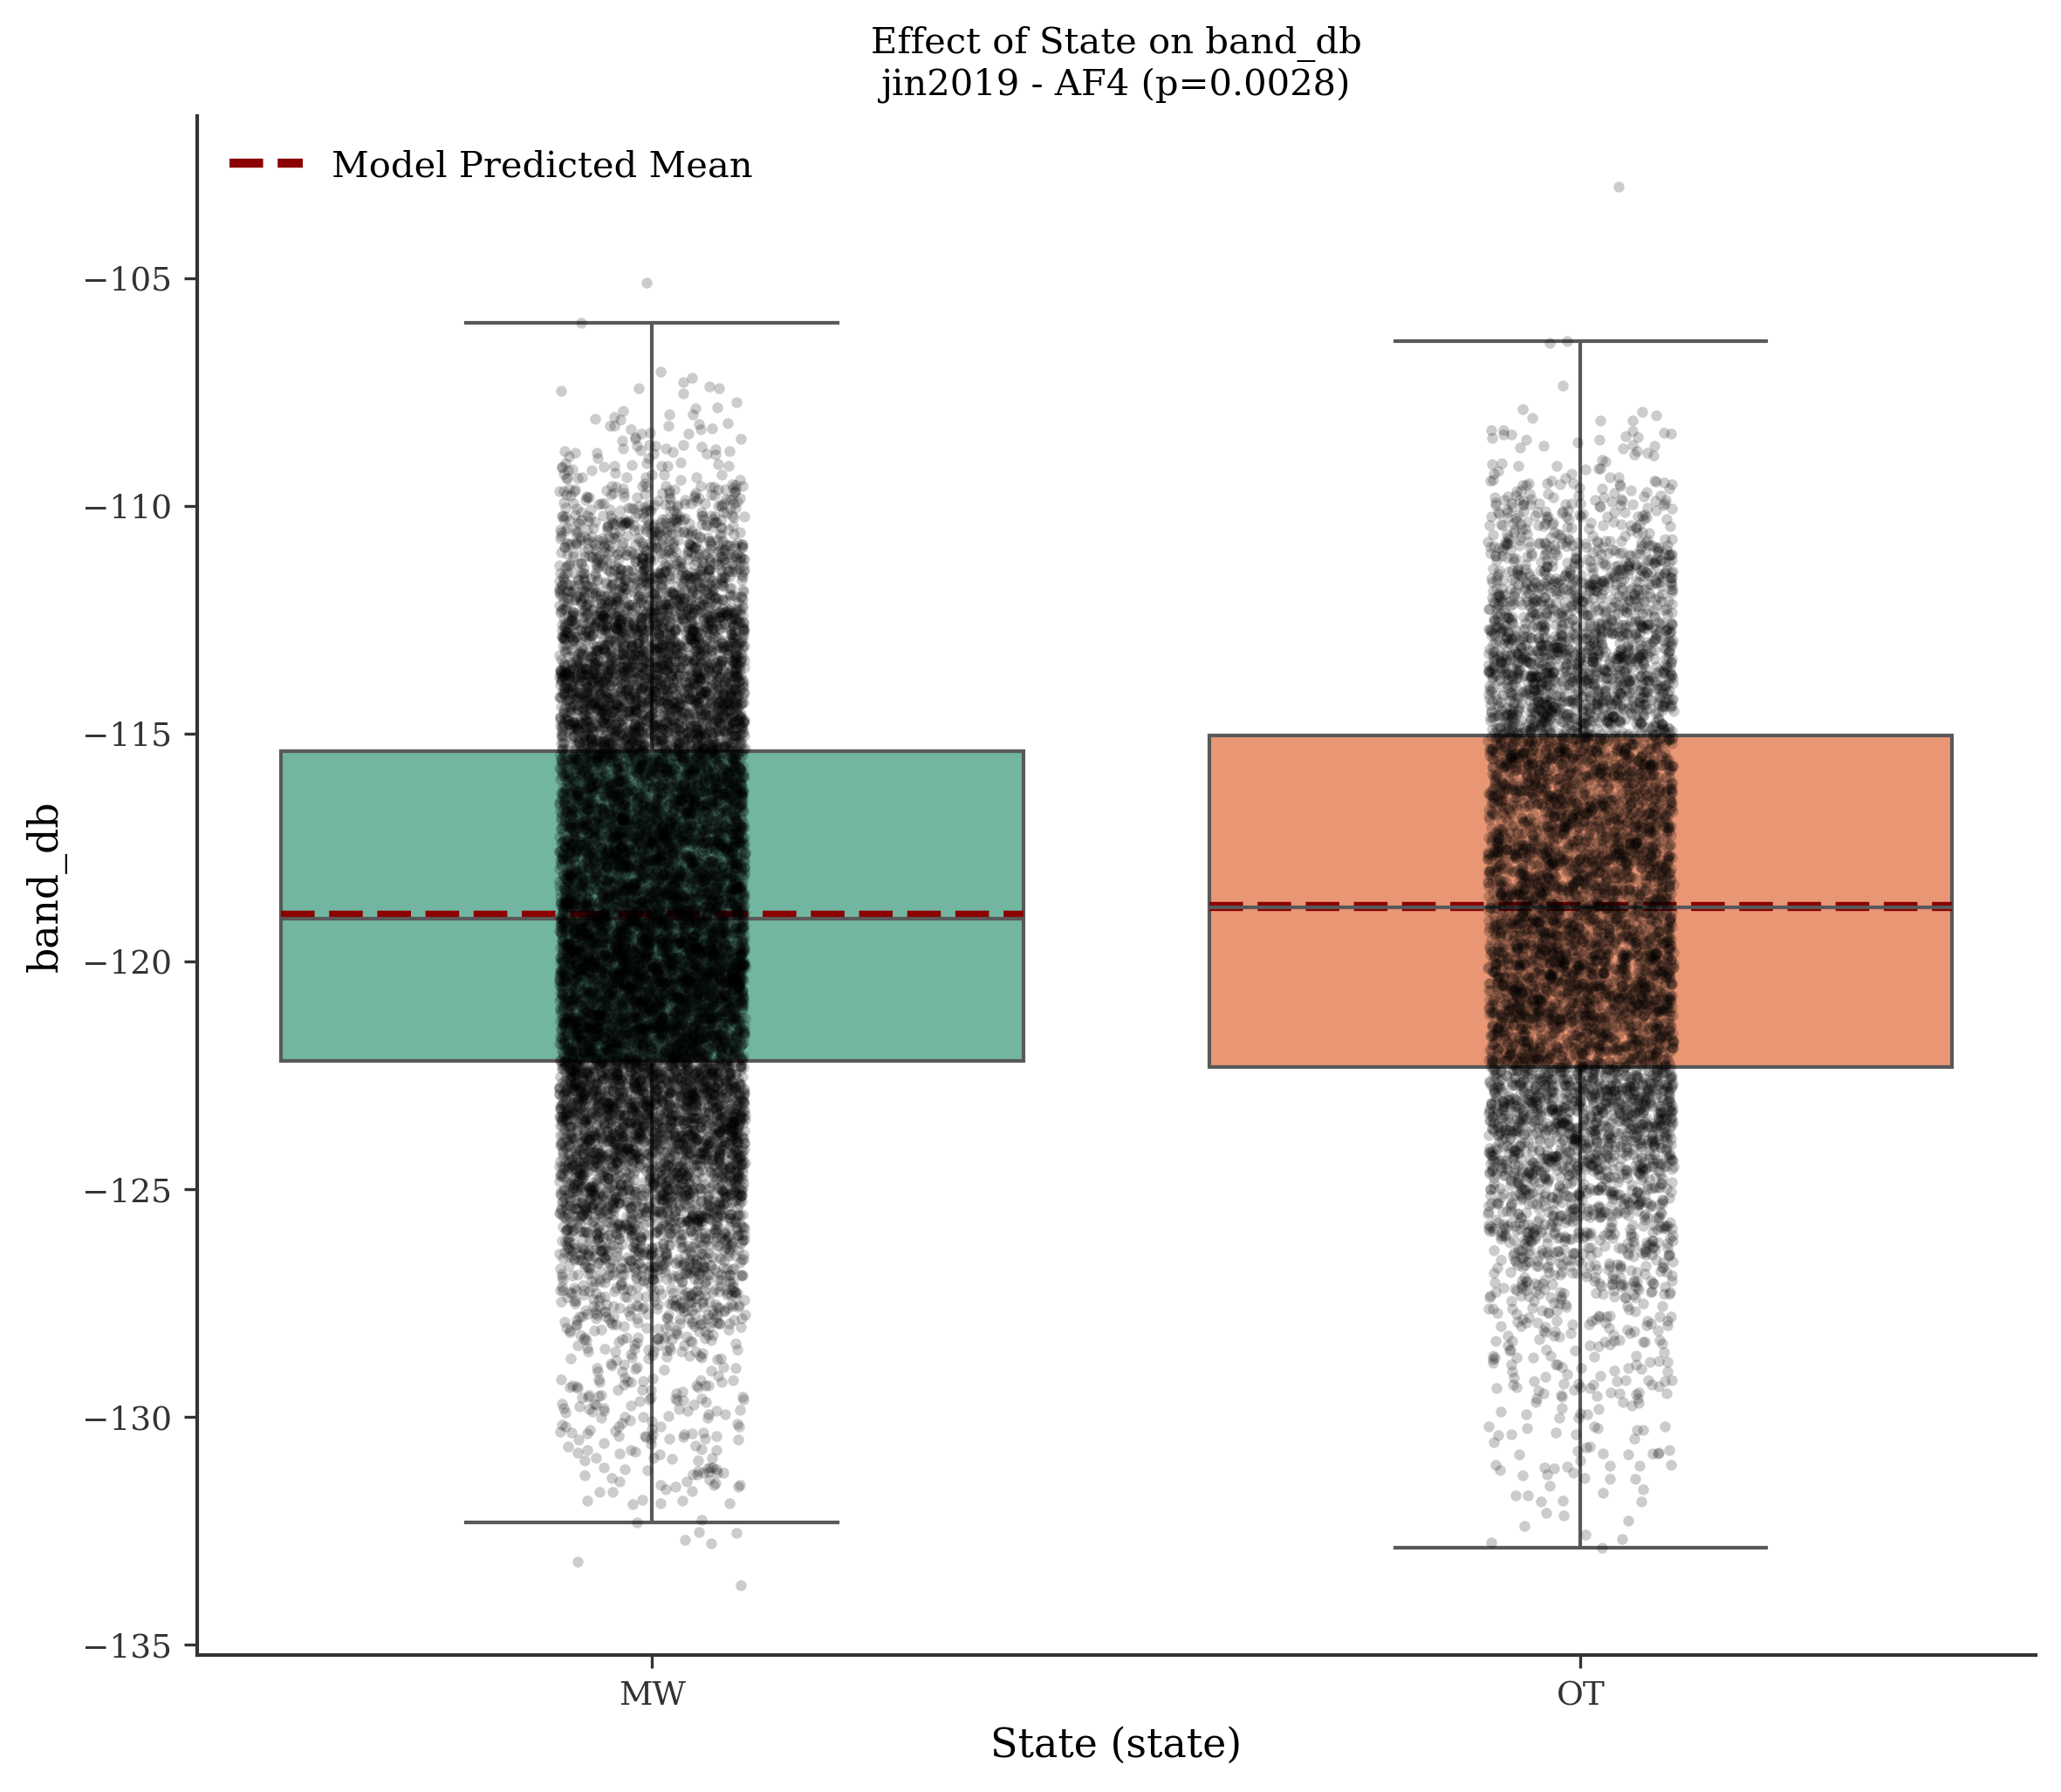 Effect of State on band_db
jin2019 - AF4 (p=0.0028)
Model Predicted Mean
−105
−110
−115
−120
−125
−130
−135
band_db
MW
OT
State (state)